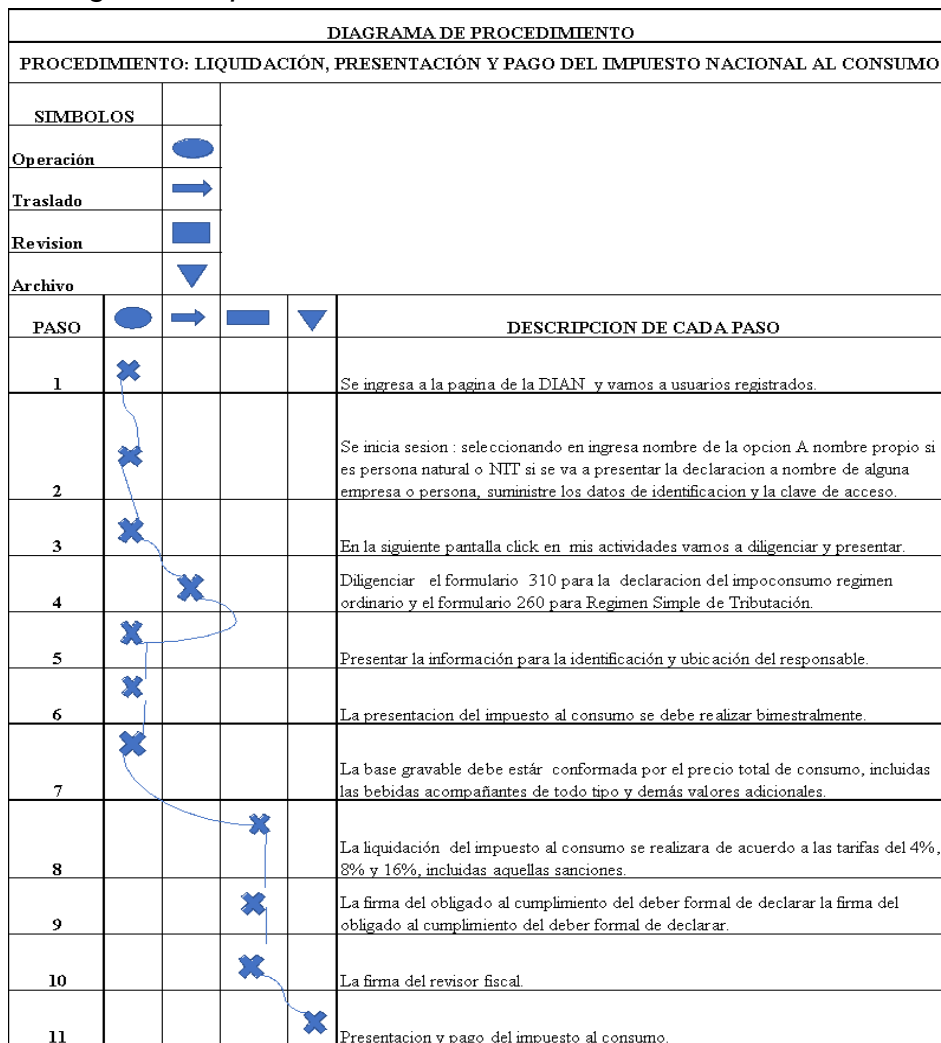 DIAGRAMA DE PROCEDIMIENTO
PROCEDIMIENTO: LIQUIDACIÓN, PRESENTACIÓN Y PAGO DEL IMPUESTO NACIONAL AL CONSUMO
SIMBOLOS
Operación
Traslado
Revision
Archivo
PASO
DESCRIPCION DE CADA PASO
1
Se ingresa a la pagina de la DIAN y vamos a usuarios registrados.
2
Se inicia sesion : seleccionando en ingresa nombre de la opcion A nombre propio si
es persona natural o NIT si se va a presentar la declaracion a nombre de alguna
empresa o persona, suministre los datos de identificacion y la clave de acceso.
3
En la siguiente pantalla click en mis actividades vamos a diligenciar y presentar.
4
Diligenciar el formulario 310 para la declaracion del impoconsumo regimen
ordinario y el formulario 260 para Regimen Simple de Tributación.
5
Presentar la información para la identificación y ubicación del responsable.
6
La presentacion del impuesto al consumo se debe realizar bimestralmente.
7
La base gravable debe estár conformada por el precio total de consumo, incluidas
las bebidas acompañantes de todo tipo y demás valores adicionales.
8
La liquidación del impuesto al consumo se realizara de acuerdo a las tarifas del 4%,
8% y 16%, incluidas aquellas sanciones.
9
La firma del obligado al cumplimiento del deber formal de declarar la firma del
obligado al cumplimiento del deber formal de declarar.
10
La firma del revisor fiscal.
11
Presentacion y pago del impuesto al consumo.